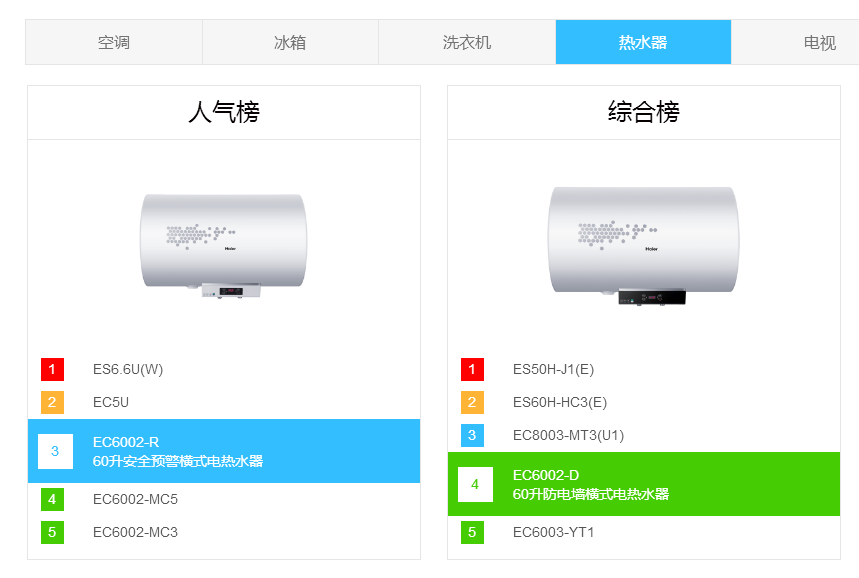 空调
冰箱
洗衣机
热水器
电视
人气榜
Haier
1 ES6.6U(W)
2 EC5U
3 EC6002-R
60升安全预警横式电热水器
4 EC6002-MC5
5 EC6002-MC3
综合榜
Haier
1 ES50H-J1(E)
2 ES60H-HC3(E)
3 EC8003-MT3(U1)
4 EC6002-D
60升防电墙横式电热水器
5 EC6003-YT1